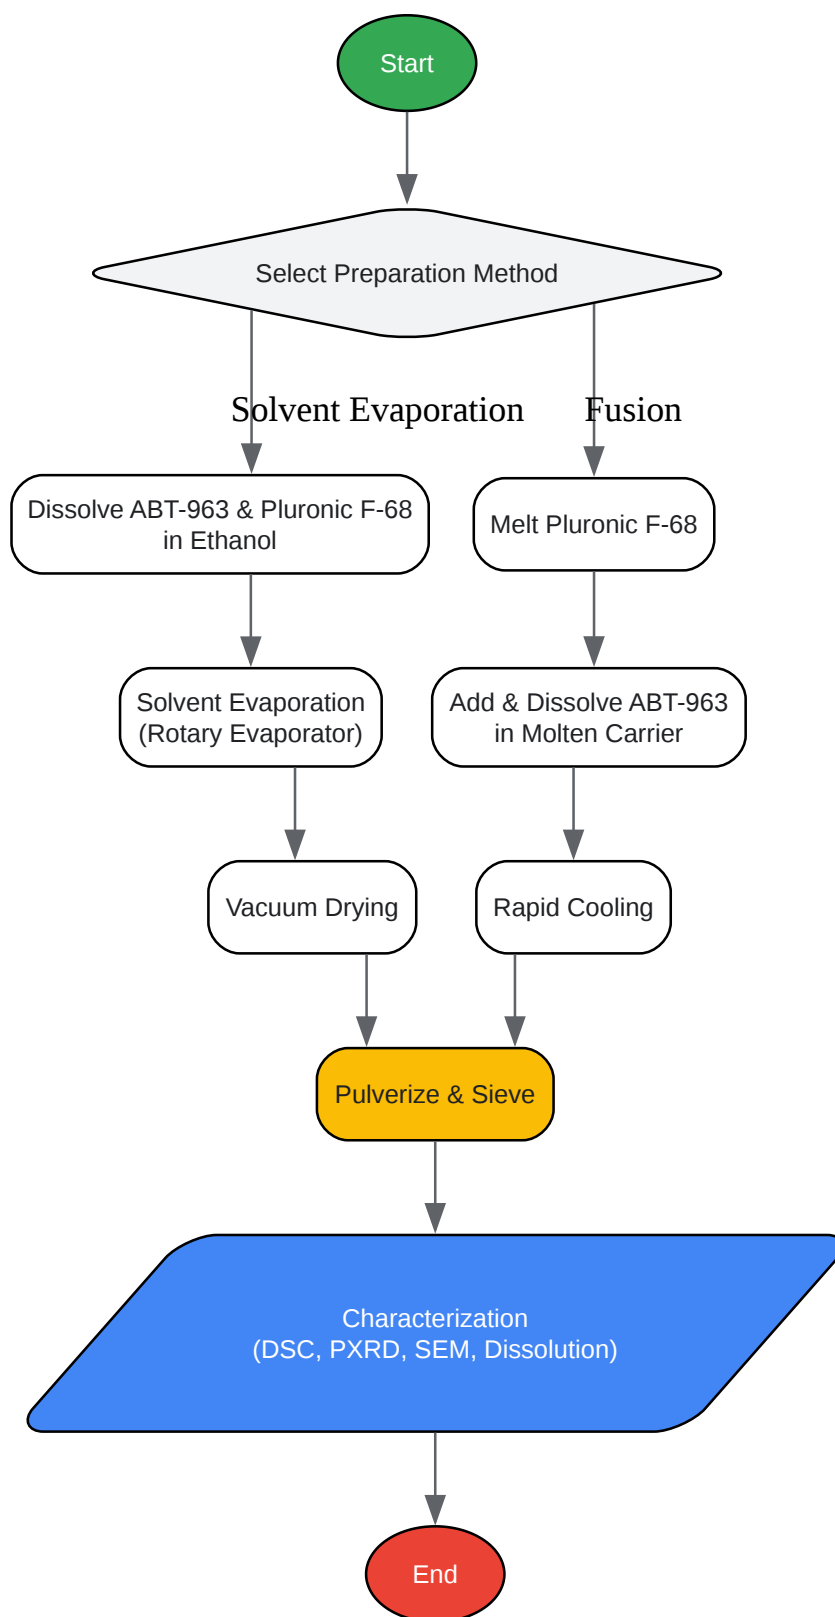 Start
Select Preparation Method
Solvent Evaporation
Fusion
Dissolve ABT-963 & Pluronic F-68
in Ethanol
Melt Pluronic F-68
Solvent Evaporation
(Rotary Evaporator)
Add & Dissolve ABT-963
in Molten Carrier
Vacuum Drying
Rapid Cooling
Pulverize & Sieve
Characterization
(DSC, PXRD, SEM, Dissolution)
End